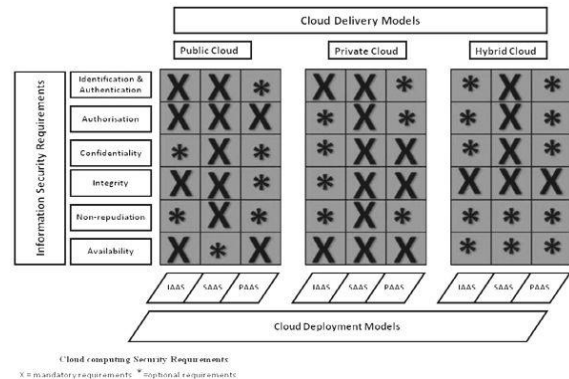 Cloud Delivery Models
Public Cloud Private Cloud Hybrid Cloud
Information Security Requirements
Identification &
Authentication
X X * X X * * X *
Authorisation
X X X * X * * X *
Confidentiality
* X * * X X * X *
Integrity
X X * * X X X X X
Non-repudiation
* X * * X * * * *
Availability
X * X X X X * * *
IAAS SAAS PAAS IAAS SAAS PAAS IAAS SAAS PAAS
Cloud Deployment Models
Cloud computing Security Requirements
X = mandatory requirements * =optional requirements